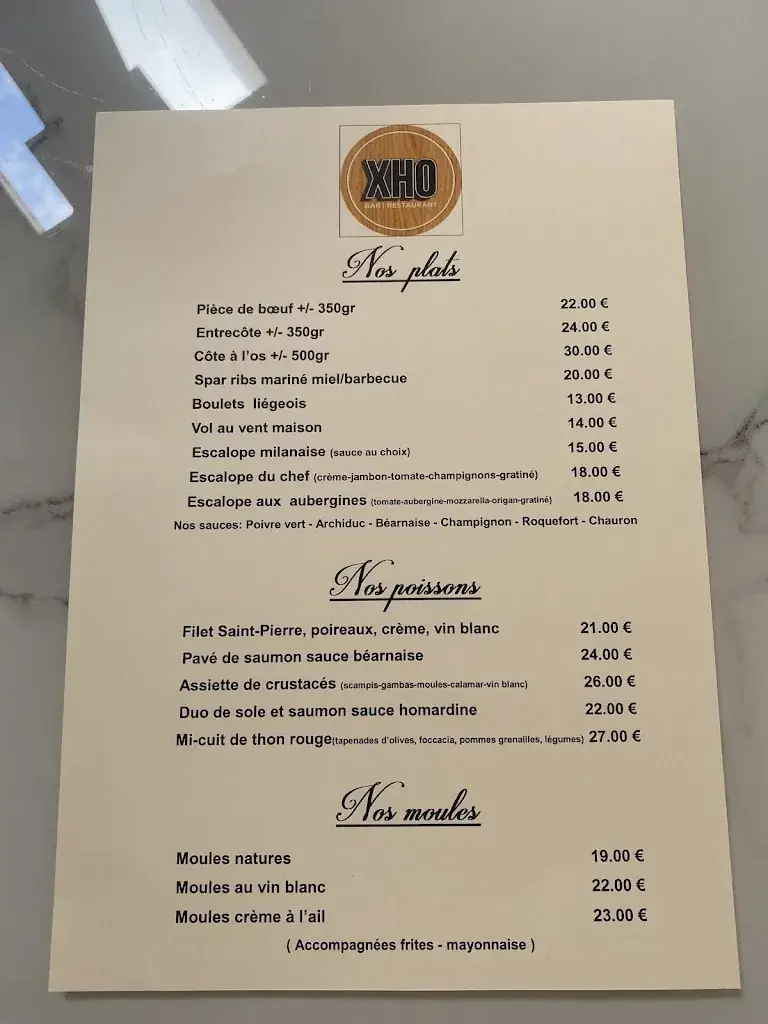 XHO
BAR | RESTAURANT
Nos plats
Pièce de bœuf +/- 350gr 22.00 €
Entrecôte +/- 350gr 24.00 €
Côte à l'os +/- 500gr 30.00 €
Spar ribs mariné miel/barbecue 20.00 €
Boulets liégeois 13.00 €
Vol au vent maison 14.00 €
Escalope milanaise (sauce au choix) 15.00 €
Escalope du chef (crème-jambon-tomate-champignons-gratiné) 18.00 €
Escalope aux aubergines (tomate-aubergine-mozzarella-origan-gratiné) 18.00 €
Nos sauces: Poivre vert - Archiduc - Béarnaise - Champignon - Roquefort - Chauron
Nos poissons
Filet Saint-Pierre, poireaux, crème, vin blanc 21.00 €
Pavé de saumon sauce béarnaise 24.00 €
Assiette de crustacés (scampis-gambas-moules-calamar-vin blanc) 26.00 €
Duo de sole et saumon sauce homardine 22.00 €
Mi-cuit de thon rouge(tapenades d'olives, foccacia, pommes grenailles, légumes) 27.00 €
Nos moules
Moules natures 19.00 €
Moules au vin blanc 22.00 €
Moules crème à l'ail 23.00 €
( Accompagnées frites - mayonnaise )